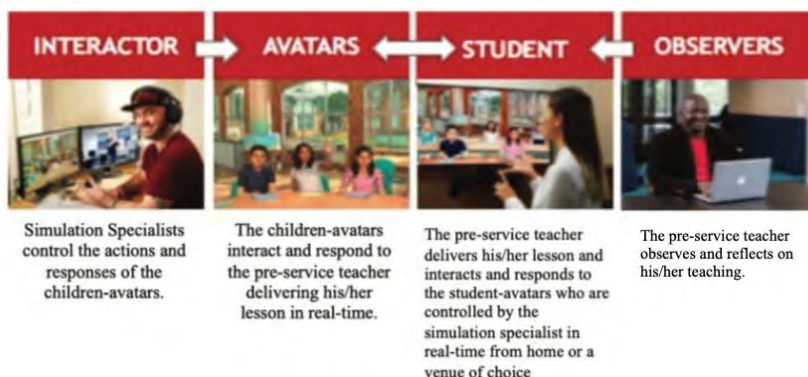 INTERACTOR
AVATARS
STUDENT
OBSERVERS
Simulation Specialists
control the actions and
responses of the
children-avatars.
The children-avatars
interact and respond to
the pre-service teacher
delivering his/her
lesson in real-time.
The pre-service teacher
delivers his/her lesson and
interacts and responds to
the student-avatars who are
controlled by the
simulation specialist in
real-time from home or a
venue of choice
The pre-service teacher
observes and reflects on
his/her teaching.